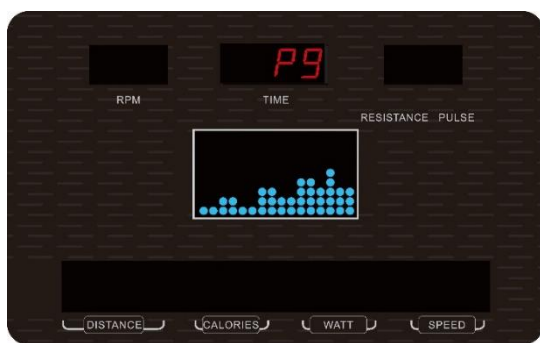 P9
RPM
TIME
RESISTANCE PULSE
DISTANCE
CALORIES
WATT
SPEED